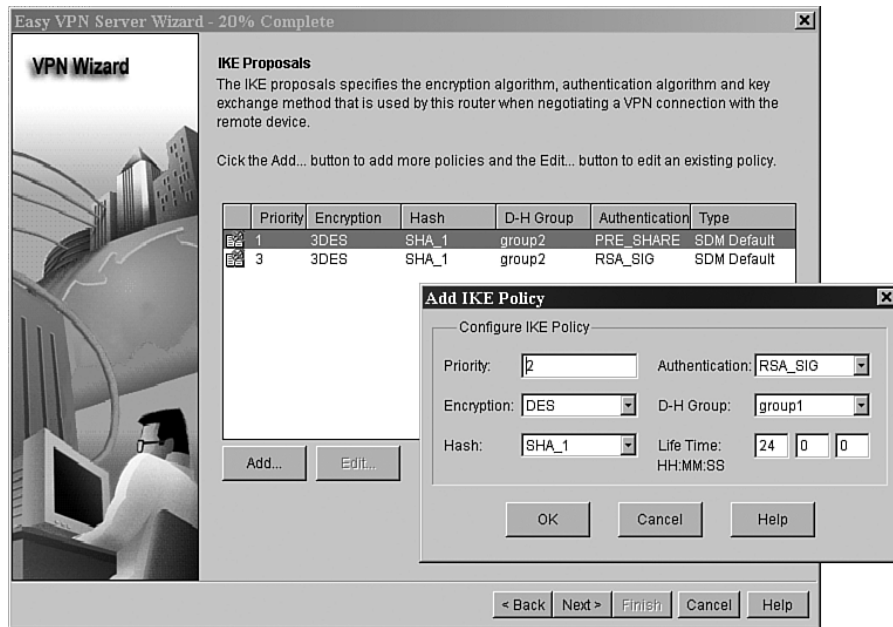 Easy VPN Server Wizard - 20% Complete
VPN Wizard
IKE Proposals
The IKE proposals specifies the encryption algorithm, authentication algorithm and key
exchange method that is used by this router when negotiating a VPN connection with the
remote device.
Cick the Add... button to add more policies and the Edit... button to edit an existing policy.
Priority Encryption Hash D-H Group Authentication Type
1 3DES SHA_1 group2 PRE_SHARE SDM Default
3 3DES SHA_1 group2 RSA_SIG SDM Default
Add... Edit...
Add IKE Policy
Configure IKE Policy
Priority: 2 Authentication: RSA_SIG
Encryption: DES D-H Group: group1
Hash: SHA_1 Life Time: 24 0 0
HH:MM:SS
OK Cancel Help
< Back Next > Finish Cancel Help